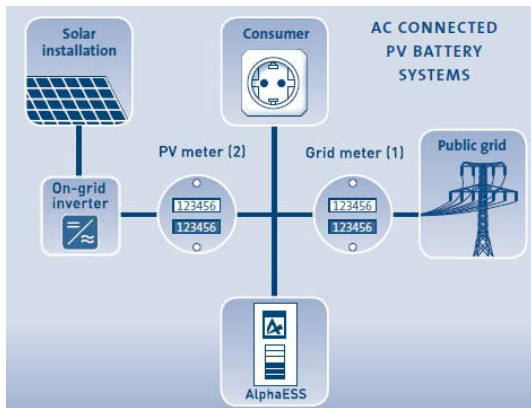 Solar
installation
Consumer
AC CONNECTED
PV BATTERY
SYSTEMS
PV meter (2)
Grid meter (1)
Public grid
On-grid
inverter
123456
123456
123456
123456
AlphaESS